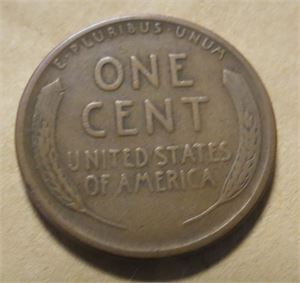 E·PLURIBUS·UNUM
ONE
CENT
UNITED STATES
OF AMERICA